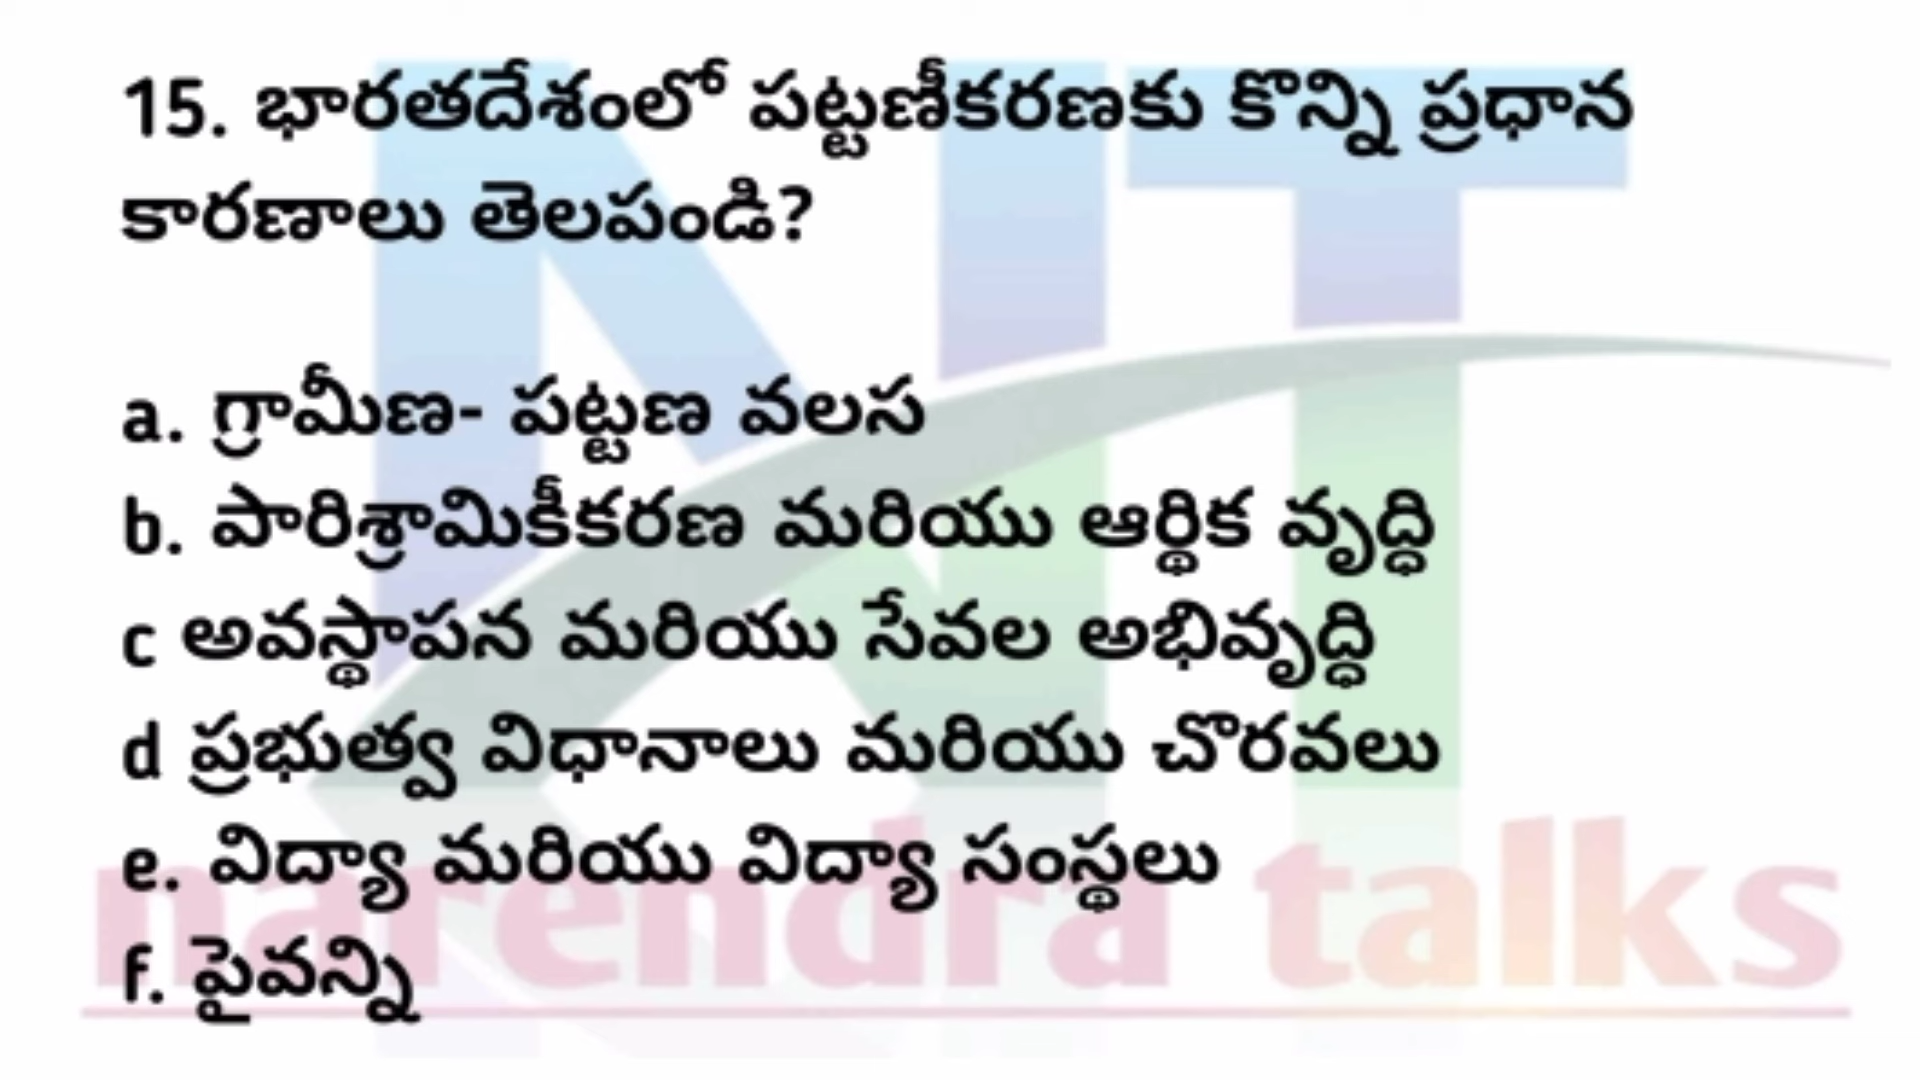 15. భారతదేశంలో పట్టణీకరణకు కొన్ని ప్రధాన
కారణాలు తెలపండి?
a. గ్రామీణ- పట్టణ వలస
b. పారిశ్రామికీకరణ మరియు ఆర్థిక వృద్ధి
c అవస్థాపన మరియు సేవల అభివృద్ధి
d ప్రభుత్వ విధానాలు మరియు చొరవలు
e. విద్యా మరియు విద్యా సంస్థలు
f. పైవన్ని
NT
narendra talks